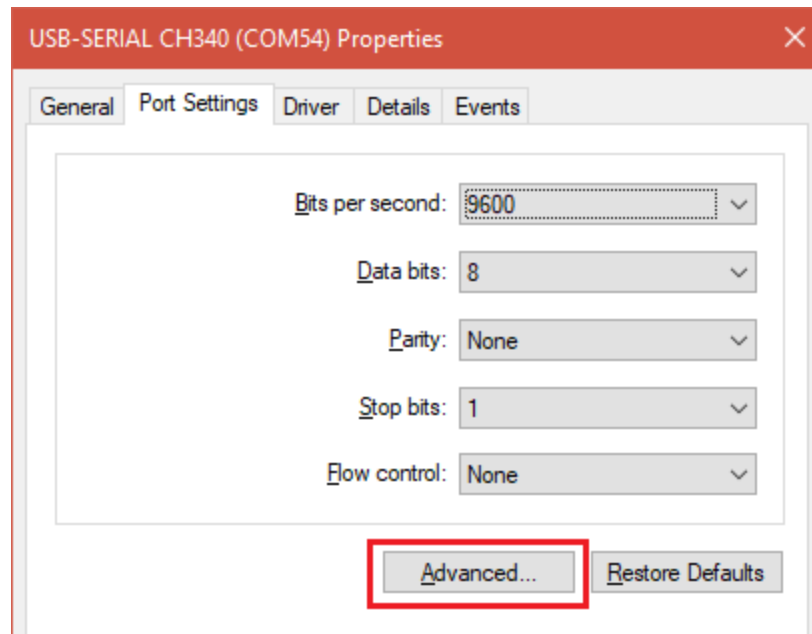 USB-SERIAL CH340 (COM54) Properties
General Port Settings Driver Details Events
Bits per second: 9600
Data bits: 8
Parity: None
Stop bits: 1
Flow control: None
Advanced... Restore Defaults